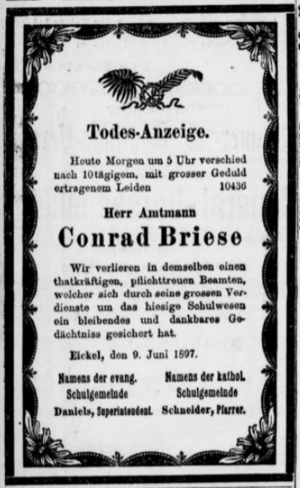 Todes-Anzeige.
Heute Morgen um 5 Uhr verschied
nach 10tägigem, mit grosser Geduld
ertragenem Leiden 10436
Herr Amtmann
Conrad Briese
Wir verlieren in demselben einen
thatkräftigen, pflichttreuen Beamten,
welcher sich durch seine grossen Ver-
dienste um das hiesige Schulwesen
ein bleibendes und dankbares Ge-
dächtniss gesichert hat.
Eickel, den 9. Juni 1897.
Namens der evang. Namens der kathol.
Schulgemeinde Schulgemeinde
Daniels, Superintendent. Schneider, Pfarrer.